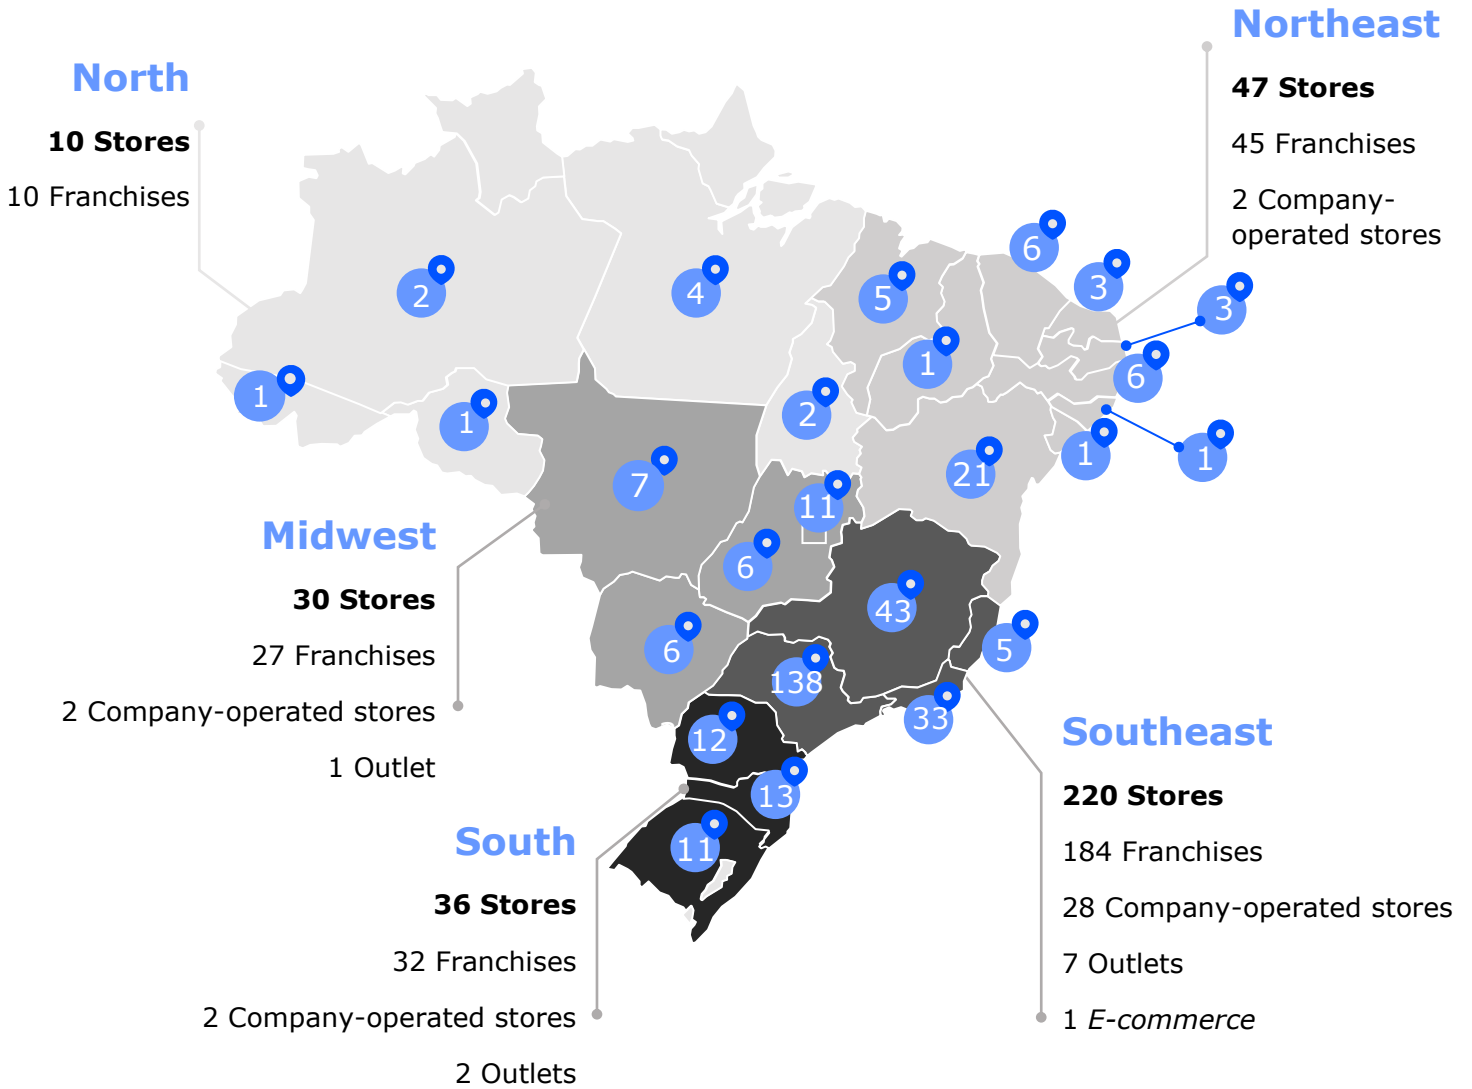 Northeast
47 Stores
45 Franchises
2 Company-
operated stores
North
10 Stores
10 Franchises
6
3
3
2
4
5
1
6
1
1
2
1
1
21
7
11
6
Midwest
30 Stores
27 Franchises
2 Company-operated stores
1 Outlet
43
6
5
138
33
12
13
11
Southeast
220 Stores
184 Franchises
28 Company-operated stores
7 Outlets
1 E-commerce
South
36 Stores
32 Franchises
2 Company-operated stores
2 Outlets